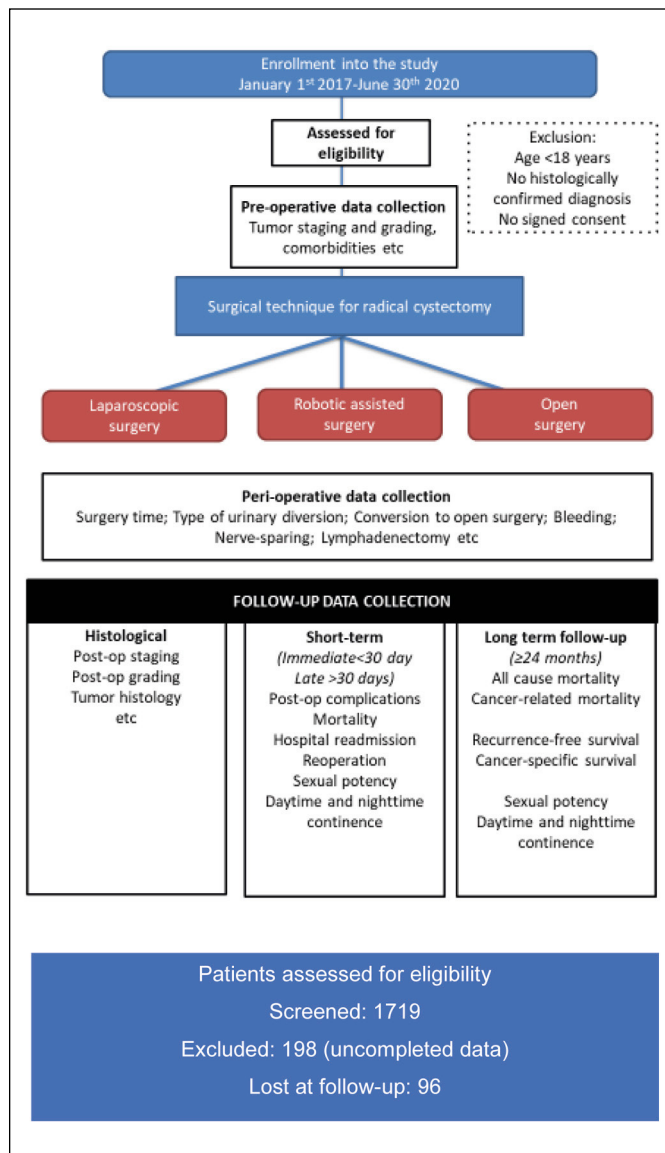 Enrollment into the study
January 1st 2017-June 30th 2020
Assessed for
eligibility
Exclusion:
Age <18 years
No histologically
confirmed diagnosis
No signed consent
Pre-operative data collection
Tumor staging and grading,
comorbidities etc
Surgical technique for radical cystectomy
Laparoscopic
surgery
Robotic assisted
surgery
Open
surgery
Peri-operative data collection
Surgery time; Type of urinary diversion; Conversion to open surgery; Bleeding;
Nerve-sparing; Lymphadenectomy etc
FOLLOW-UP DATA COLLECTION
Histological
Post-op staging
Post-op grading
Tumor histology
etc
Short-term
(Immediate<30 day
Late >30 days)
Post-op complications
Mortality
Hospital readmission
Reoperation
Sexual potency
Daytime and nighttime
continence
Long term follow-up
(≥24 months)
All cause mortality
Cancer-related mortality
Recurrence-free survival
Cancer-specific survival
Sexual potency
Daytime and nighttime
continence
Patients assessed for eligibility
Screened: 1719
Excluded: 198 (uncompleted data)
Lost at follow-up: 96